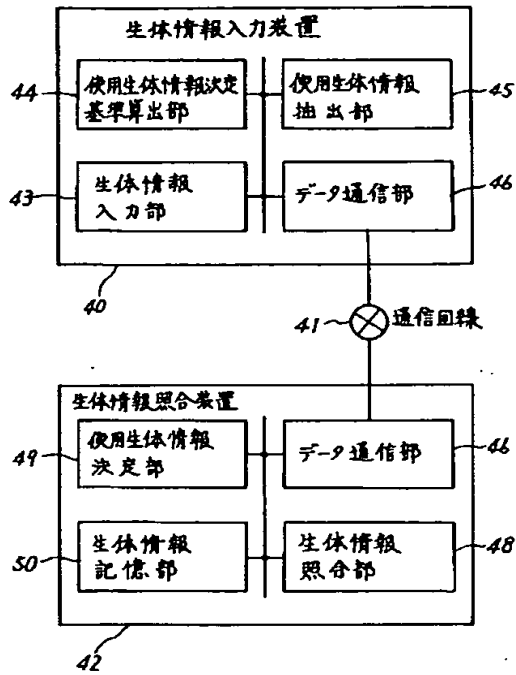 生体情報入力装置
44
使用生体情報決定
基準算出部
使用生体情報
抽出部
45
43
生体情報
入力部
データ通信部
46
40
41
通信回線
生体情報照合装置
49
使用生体情報
決定部
データ通信部
46
50
生体情報
記憶部
生体情報
照合部
48
42